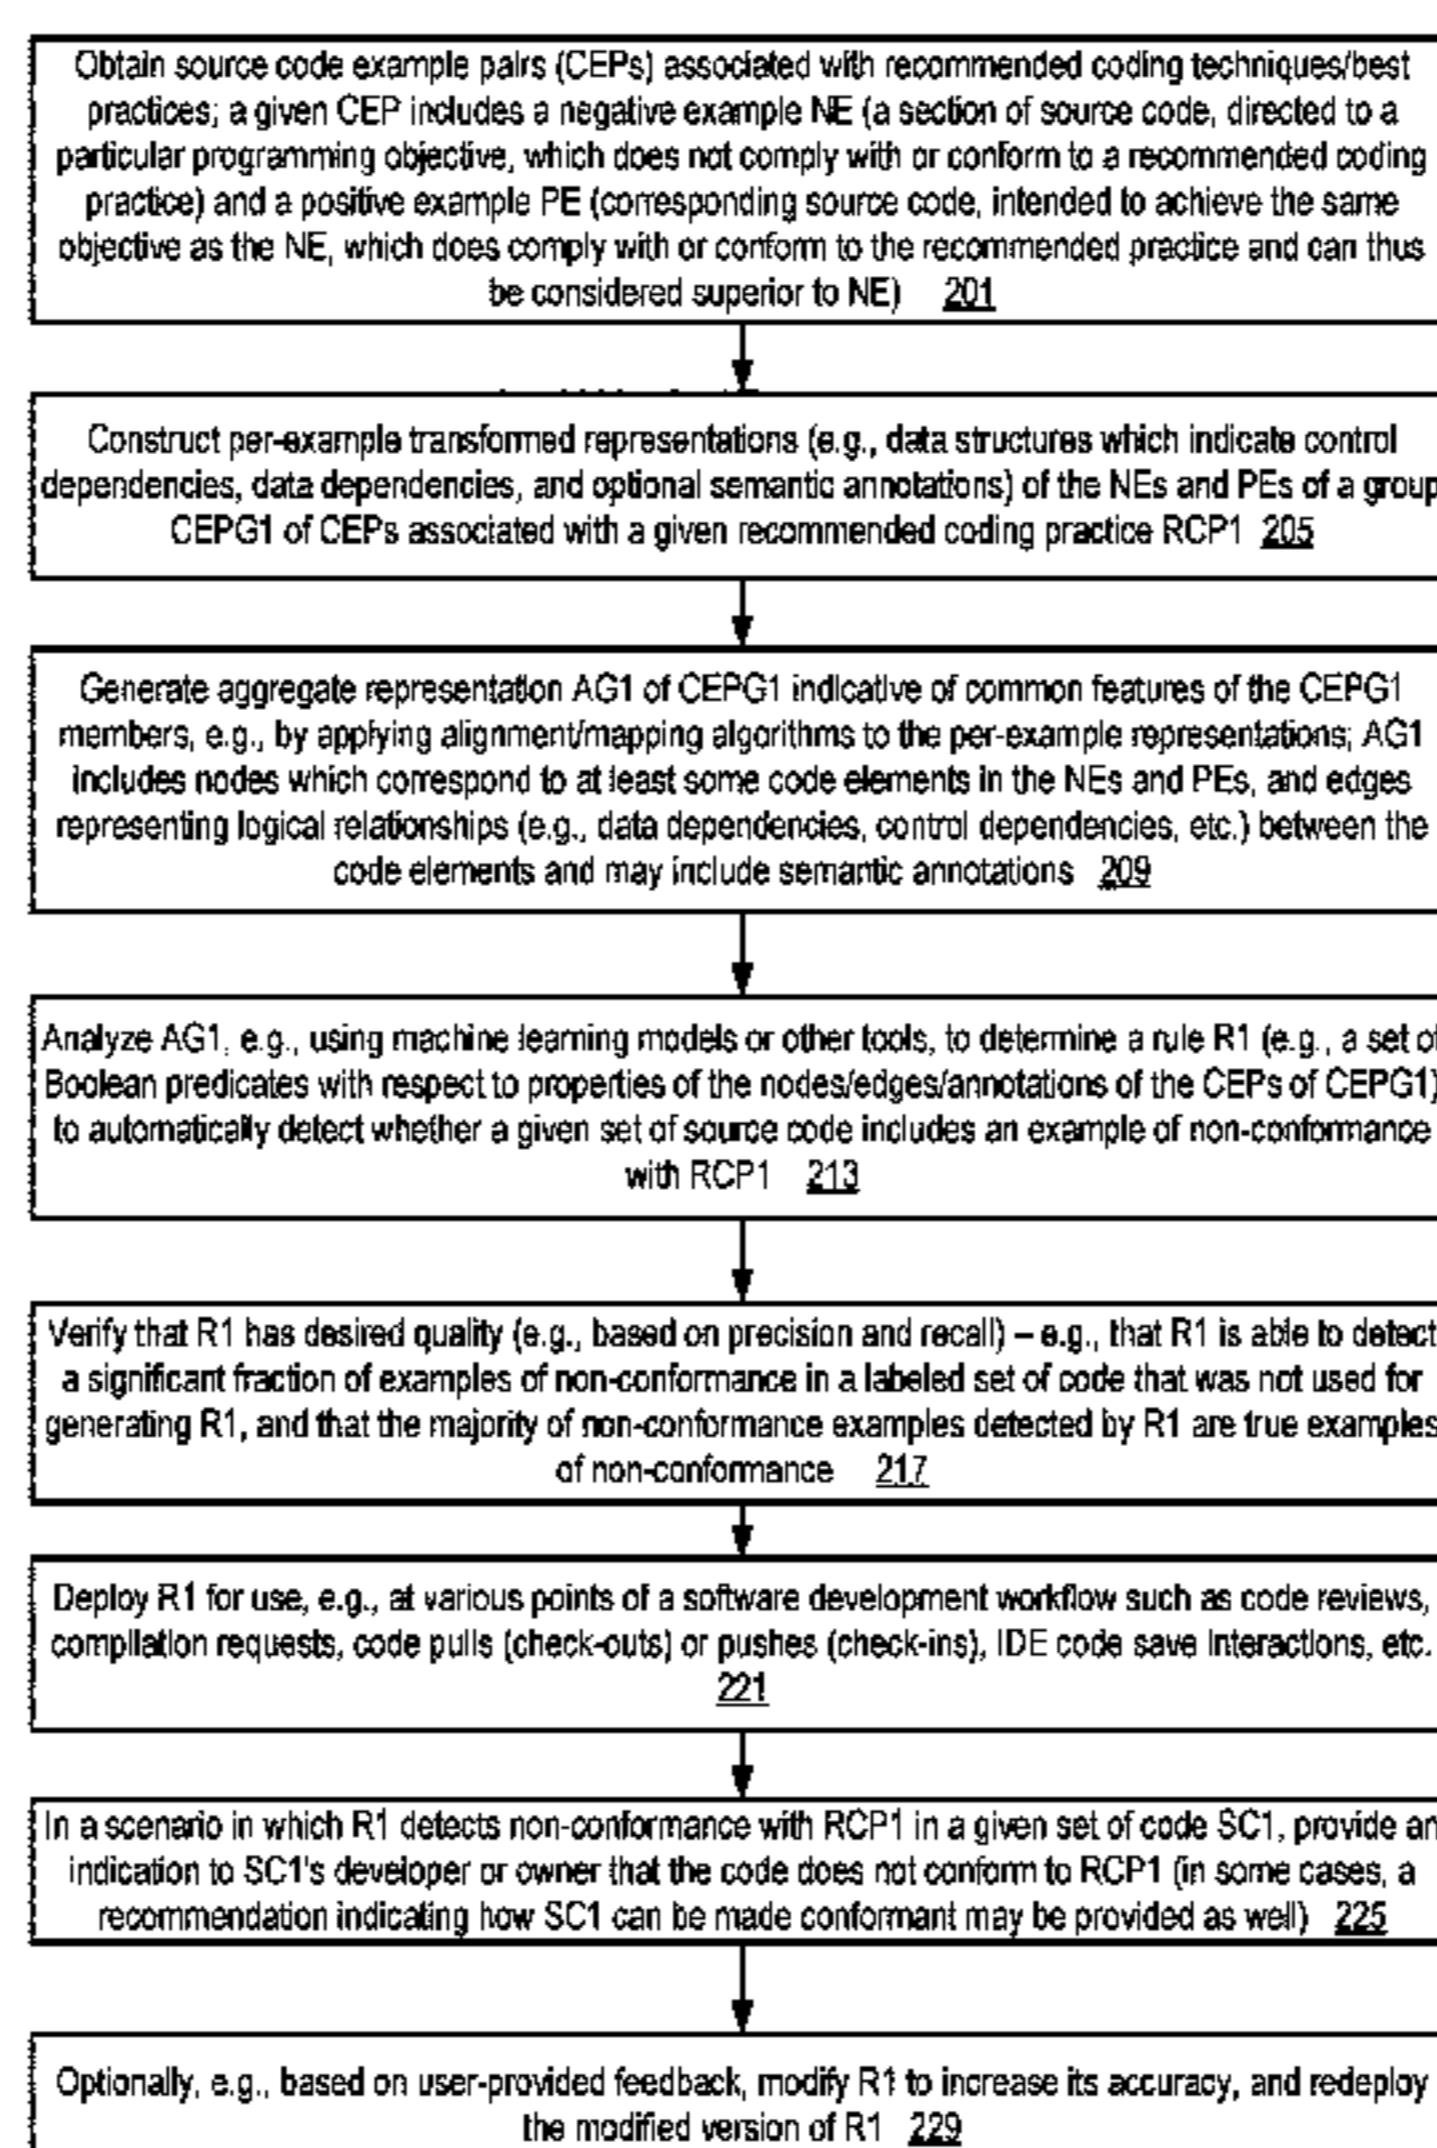 Obtain source code example pairs (CEPs) associated with recommended coding techniques/best
practices; a given CEP includes a negative example NE (a section of source code, directed to a
particular programming objective, which does not comply with or conform to a recommended coding
practice) and a positive example PE (corresponding source code, intended to achieve the same
objective as the NE, which does comply with or conform to the recommended practice and can thus
be considered superior to NE) 201
Construct per-example transformed representations (e.g., data structures which indicate control
dependencies, data dependencies, and optional semantic annotations) of the NEs and PEs of a group
CEPG1 of CEPs associated with a given recommended coding practice RCP1 205
Generate aggregate representation AG1 of CEPG1 indicative of common features of the CEPG1
members, e.g., by applying alignment/mapping algorithms to the per-example representations; AG1
includes nodes which correspond to at least some code elements in the NEs and PEs, and edges
representing logical relationships (e.g., data dependencies, control dependencies, etc.) between the
code elements and may include semantic annotations 209
Analyze AG1, e.g., using machine learning models or other tools, to determine a rule R1 (e.g., a set of
Boolean predicates with respect to properties of the nodes/edges/annotations of the CEPs of CEPG1)
to automatically detect whether a given set of source code includes an example of non-conformance
with RCP1 213
Verify that R1 has desired quality (e.g., based on precision and recall) – e.g., that R1 is able to detect
a significant fraction of examples of non-conformance in a labeled set of code that was not used for
generating R1, and that the majority of non-conformance examples detected by R1 are true examples
of non-conformance 217
Deploy R1 for use, e.g., at various points of a software development workflow such as code reviews,
compilation requests, code pulls (check-outs) or pushes (check-ins), IDE code save interactions, etc.
221
In a scenario in which R1 detects non-conformance with RCP1 in a given set of code SC1, provide an
indication to SC1's developer or owner that the code does not conform to RCP1 (in some cases, a
recommendation indicating how SC1 can be made conformant may be provided as well) 225
Optionally, e.g., based on user-provided feedback, modify R1 to increase its accuracy, and redeploy
the modified version of R1 229